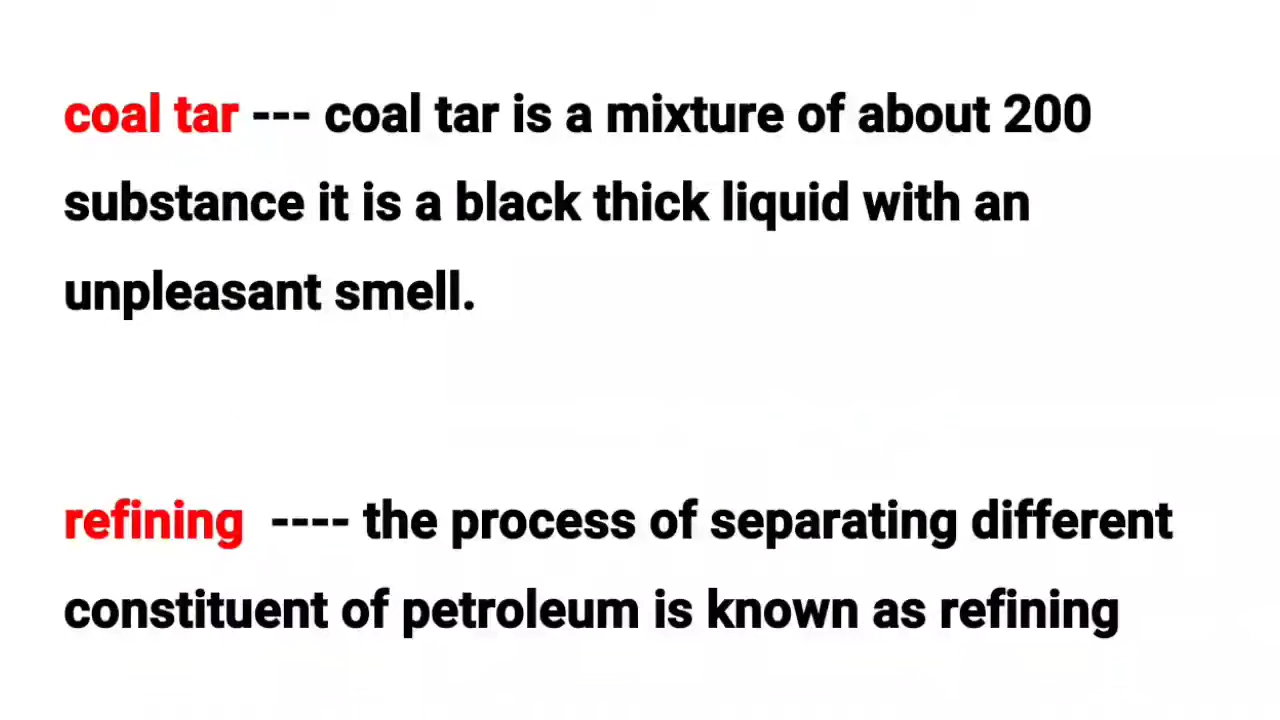 coal tar --- coal tar is a mixture of about 200
substance it is a black thick liquid with an
unpleasant smell.
refining ---- the process of separating different
constituent of petroleum is known as refining